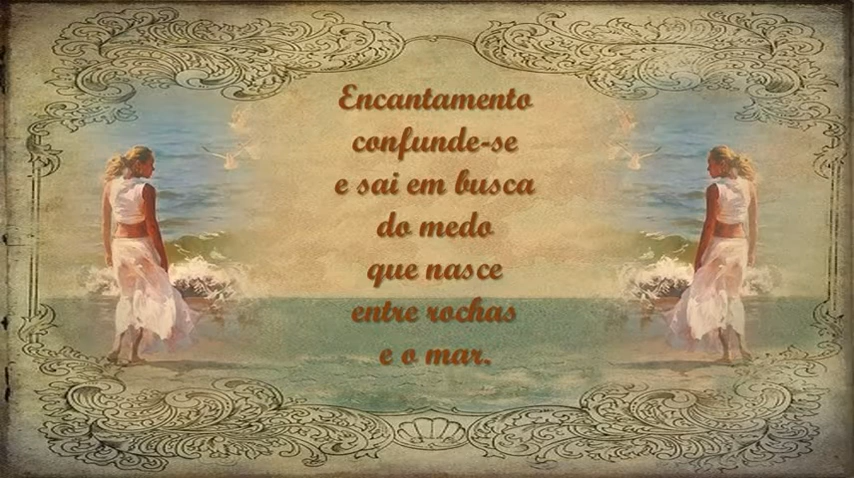 Encantamento
confunde-se
e sai em busca
do medo
que nasce
entre rochas
e o mar.